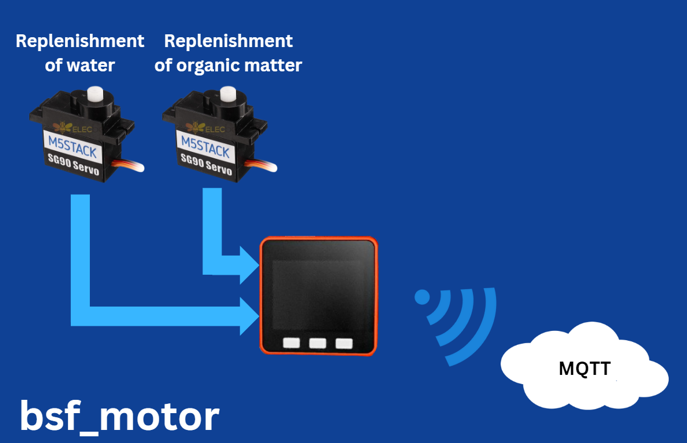 Replenishment
of water
Replenishment
of organic matter
ELEC
M5STACK
SG90 Servo
ELEC
M5STACK
SG90 Servo
MQTT
bsf_motor